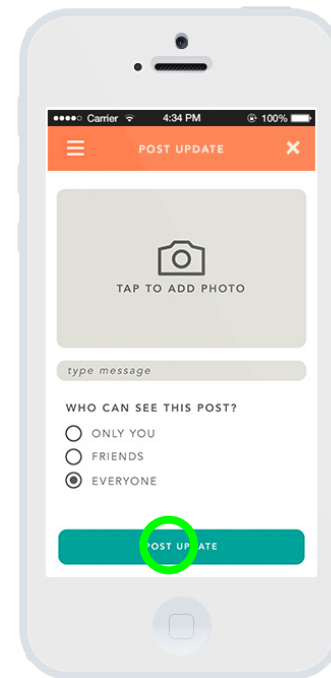 Carrier 4:34 PM 100%
POST UPDATE
TAP TO ADD PHOTO
type message
WHO CAN SEE THIS POST?
ONLY YOU
FRIENDS
EVERYONE
POST UPDATE